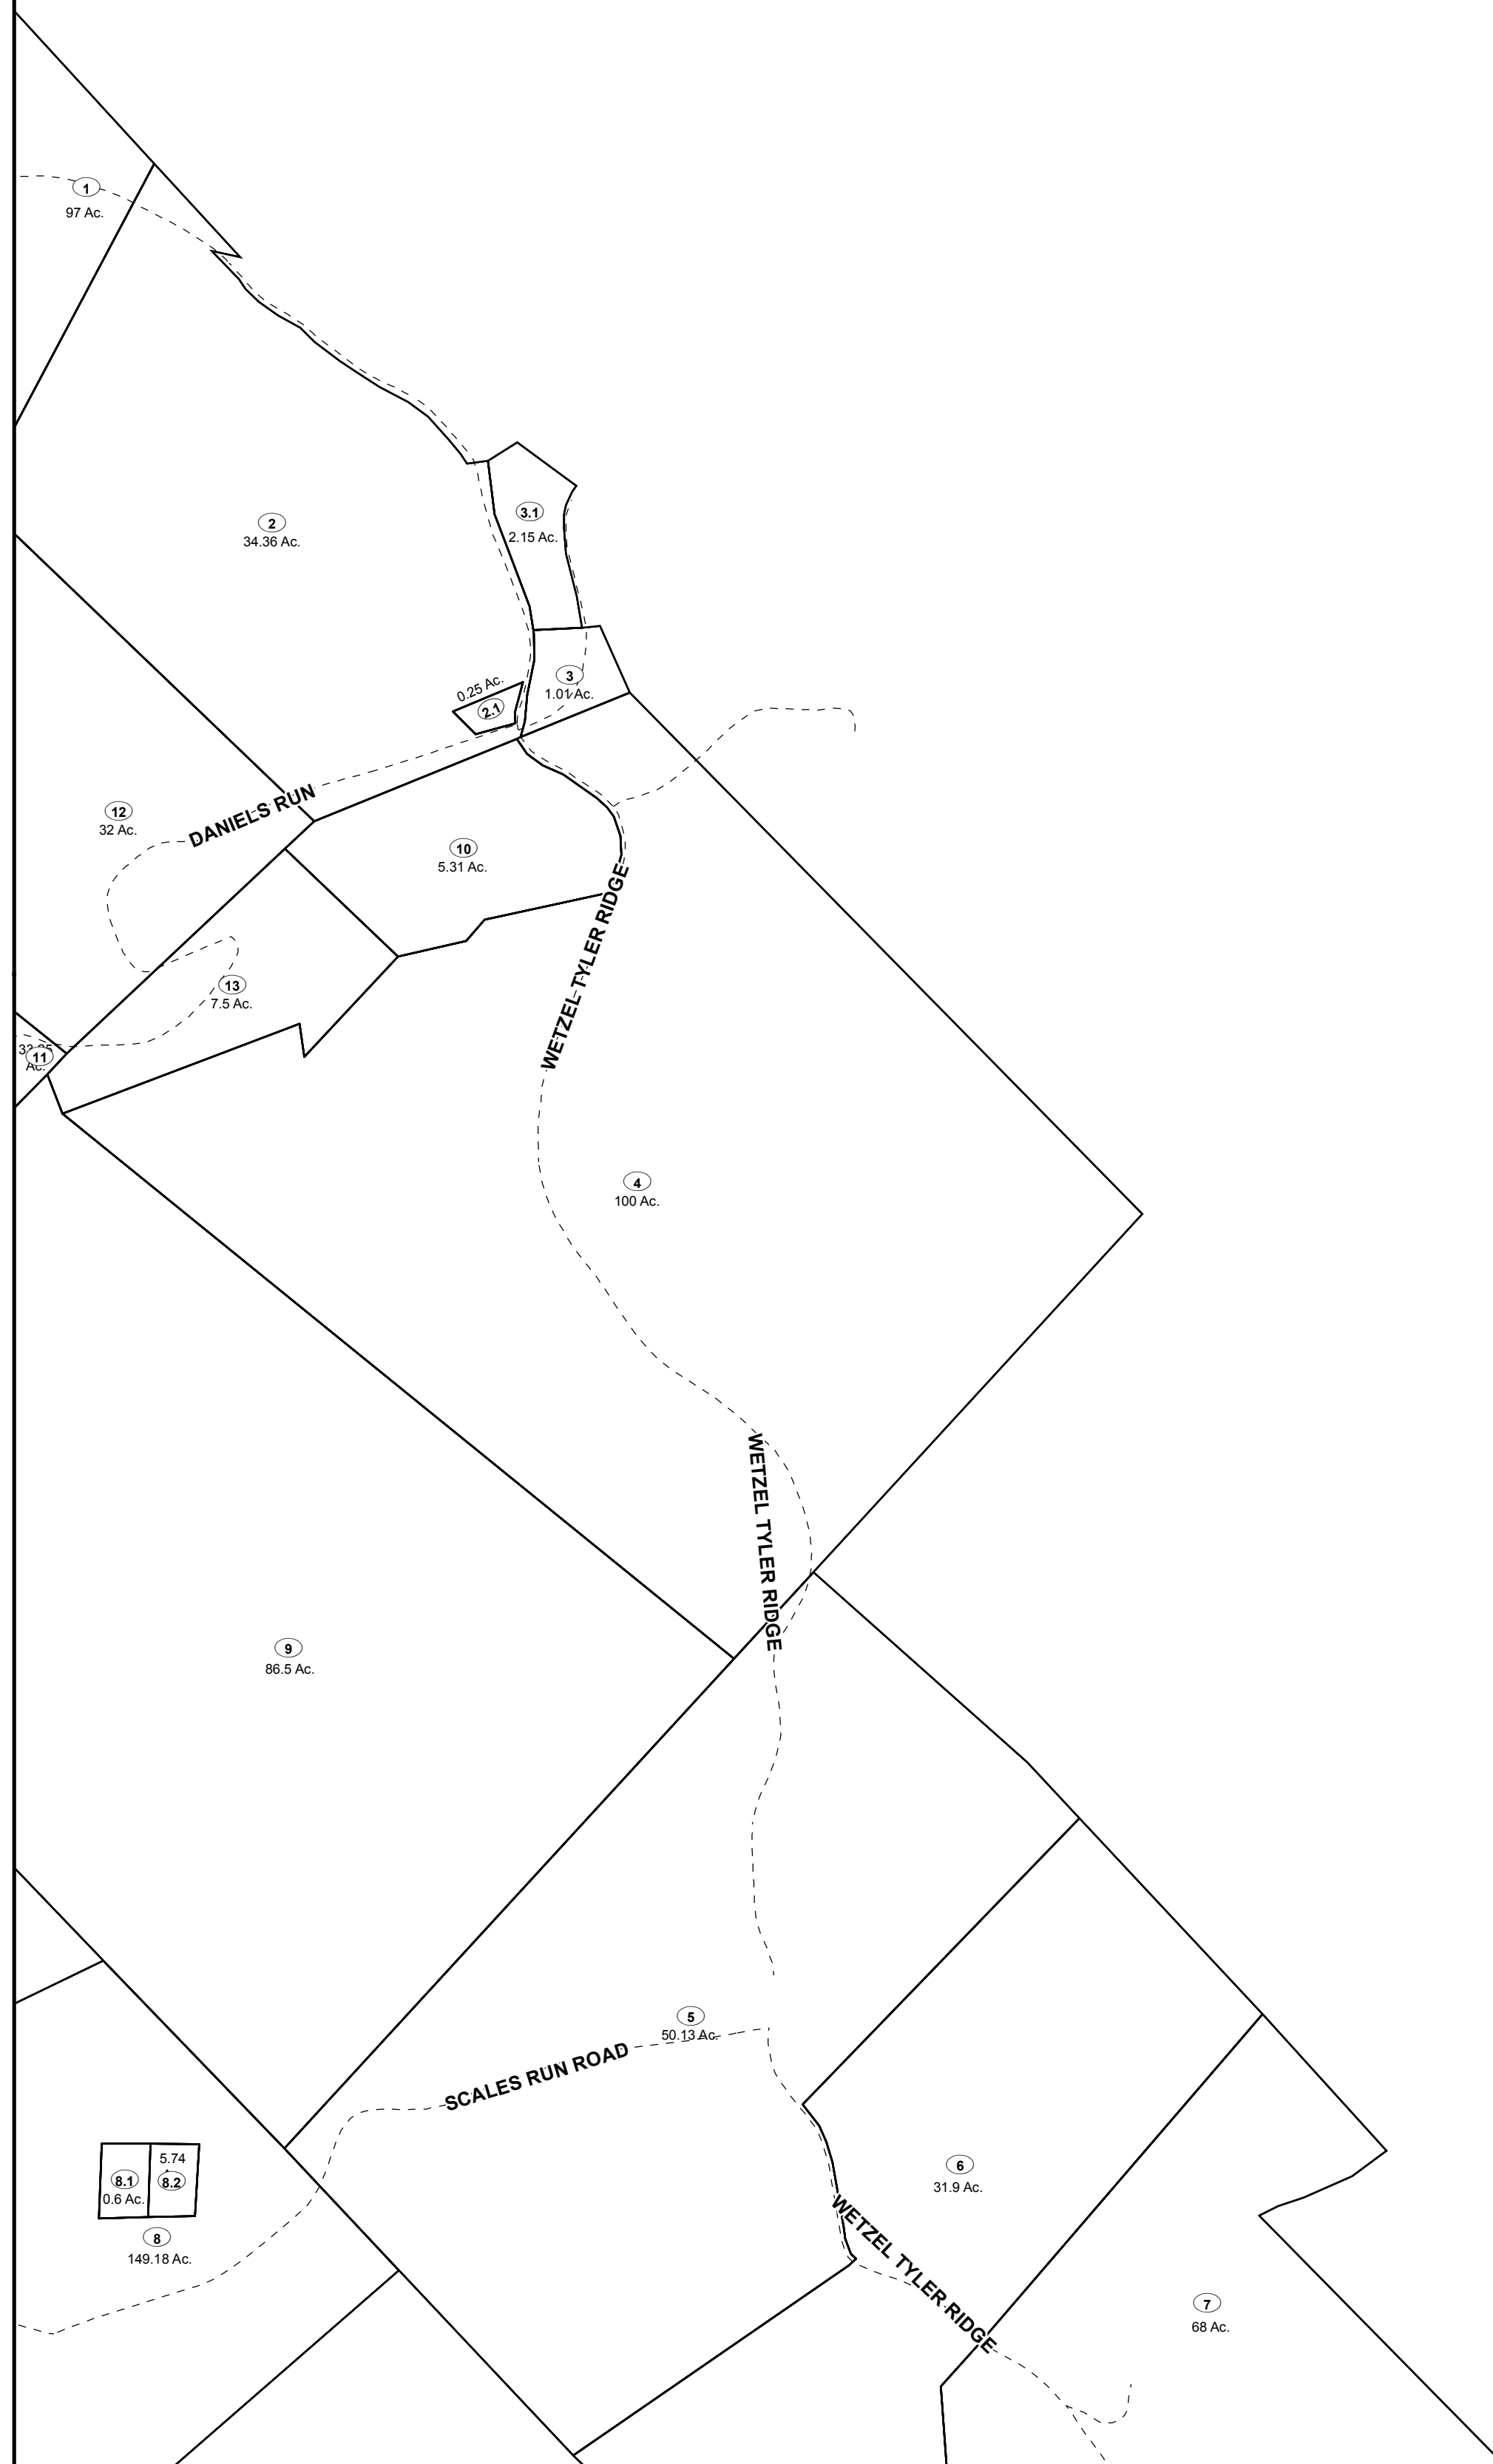 1
97 Ac.
2
34.36 Ac.
3.1
2.15 Ac.
3
1.01 Ac.
0.25 Ac.
2.1
DANIELS RUN
12
32 Ac.
10
5.31 Ac.
WETZEL TYLER RIDGE
13
7.5 Ac.
11
Ac.
4
100 Ac.
WETZEL TYLER RIDGE
9
86.5 Ac.
5
50.13 Ac.
SCALES RUN ROAD
5.74
8.1
8.2
0.6 Ac.
8
149.18 Ac.
6
31.9 Ac.
WETZEL TYLER RIDGE
7
68 Ac.